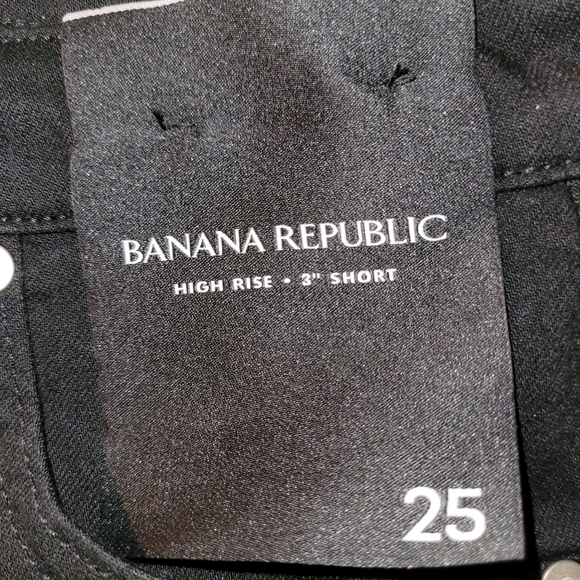 BANANA REPUBLIC
HIGH RISE • 3" SHORT
25